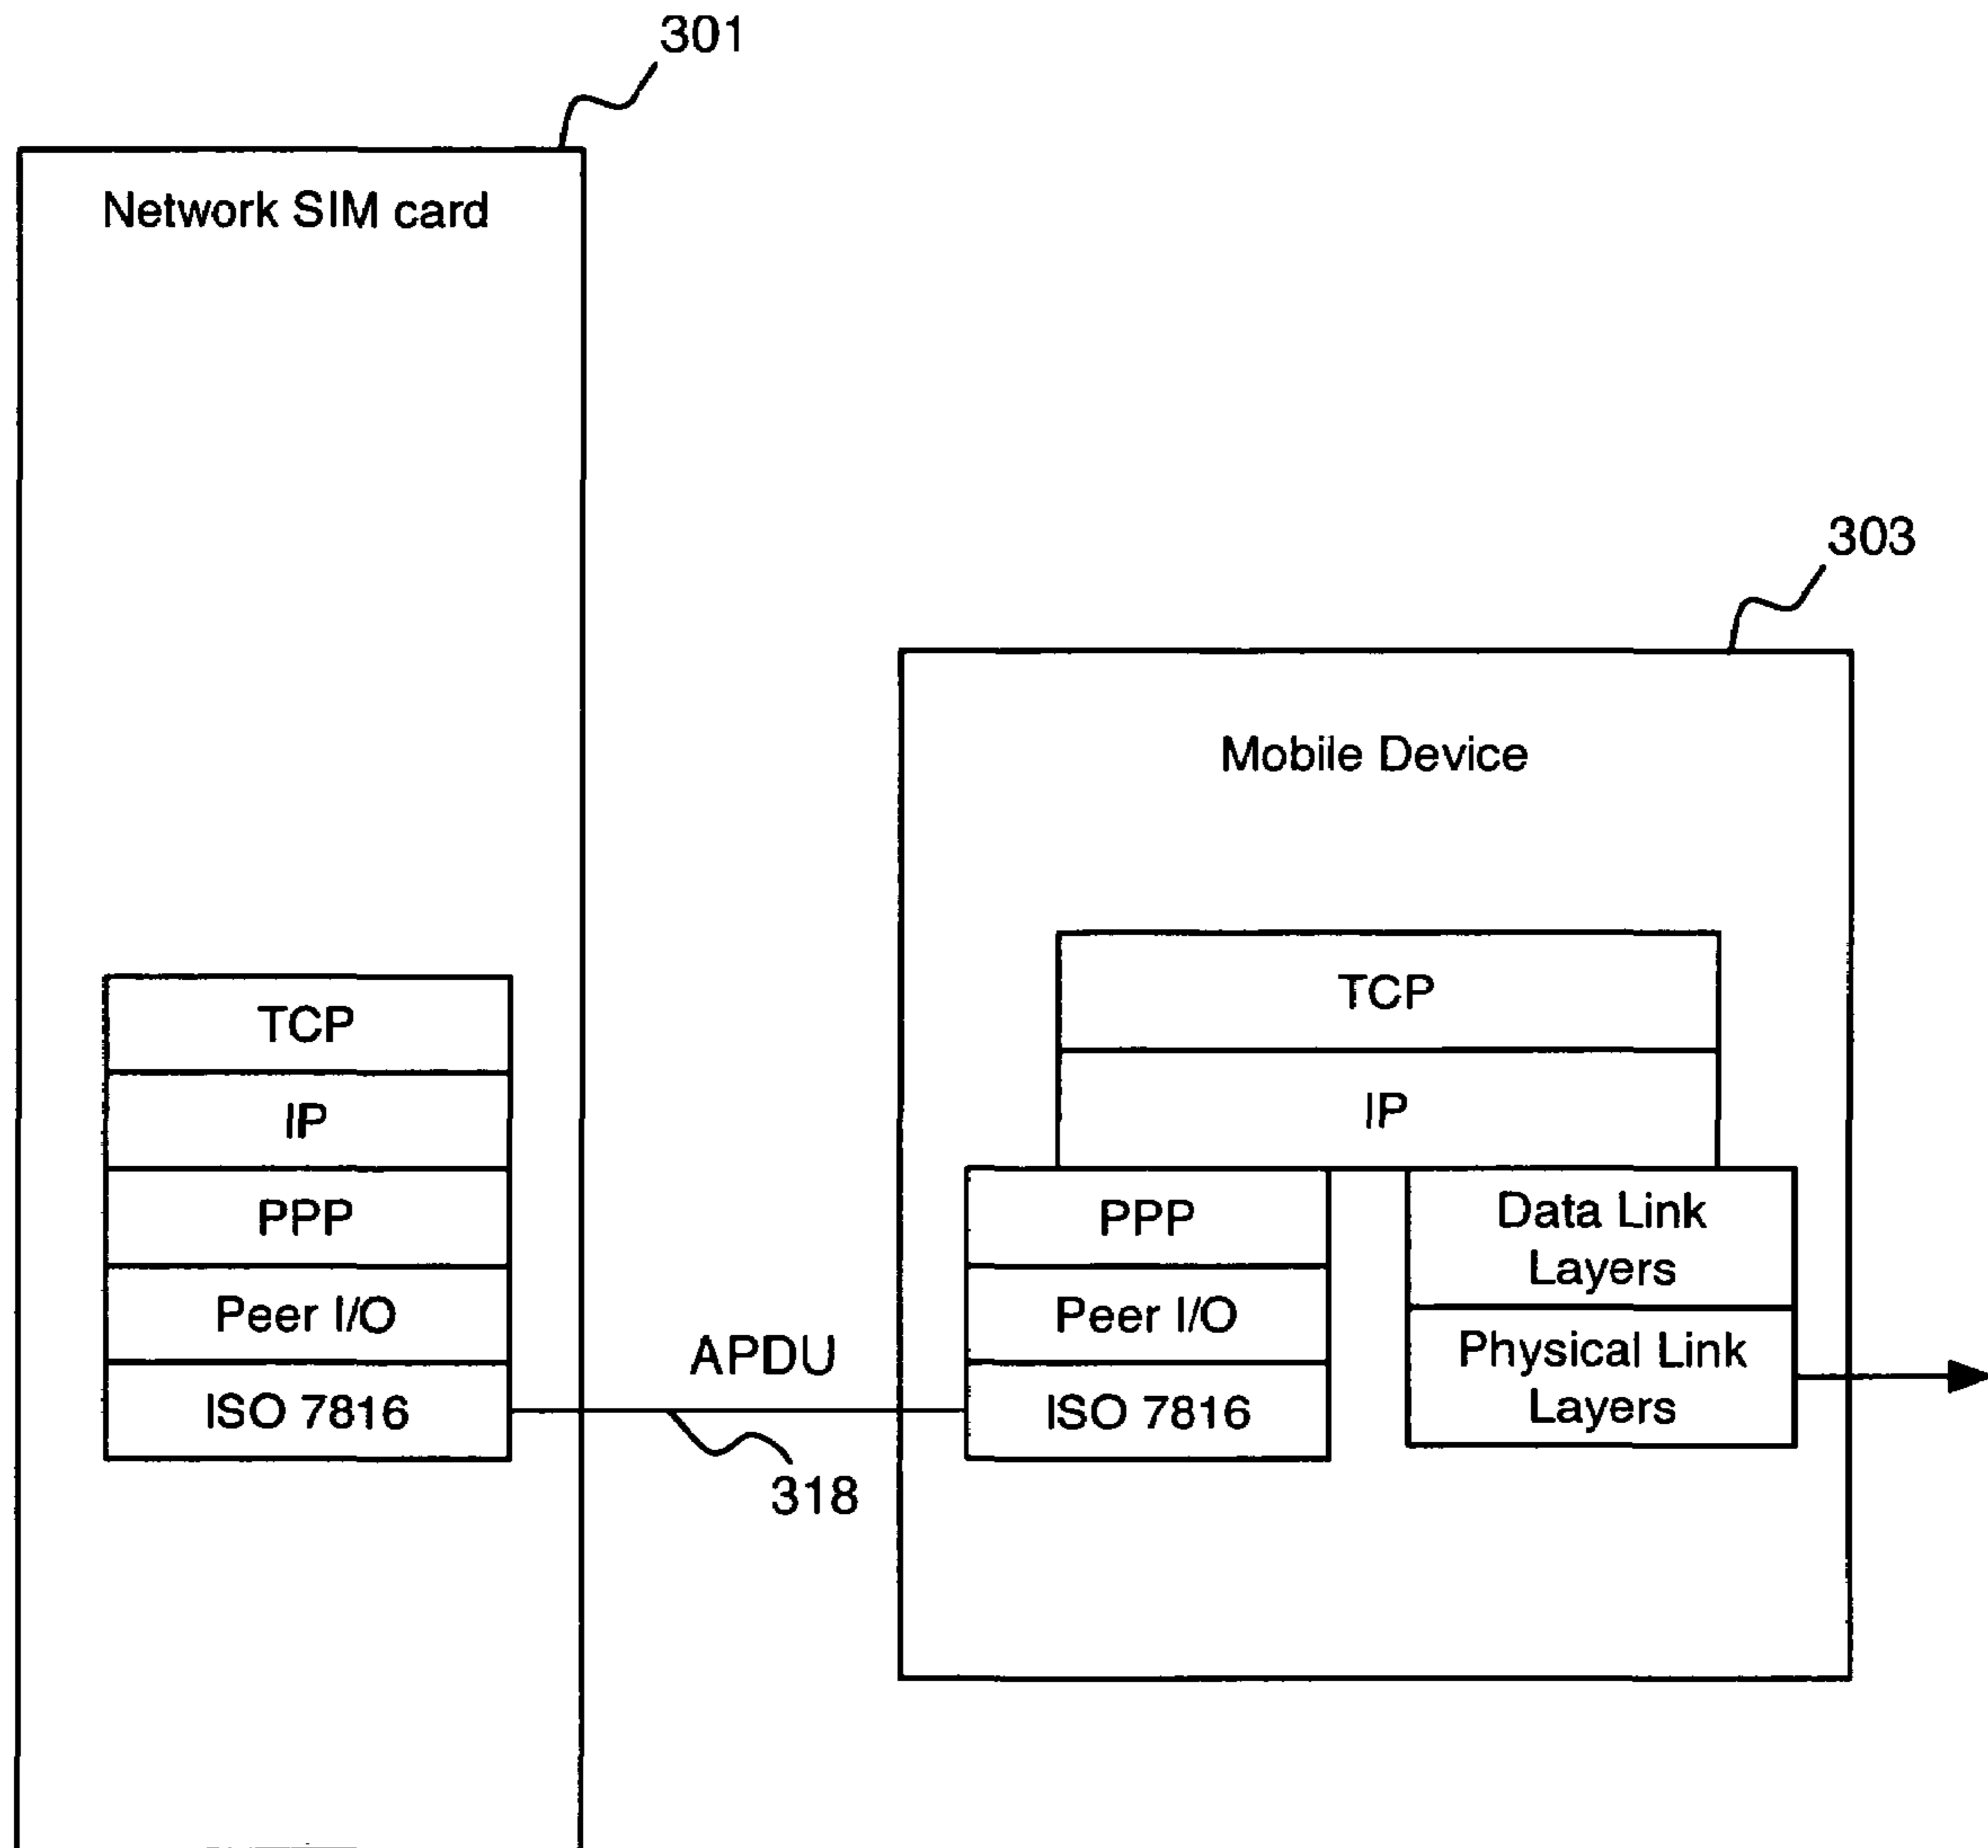 301
Network SIM card
303
Mobile Device
TCP
IP
PPP
Peer I/O
ISO 7816
APDU
318
TCP
IP
PPP
Peer I/O
ISO 7816
Data Link
Layers
Physical Link
Layers